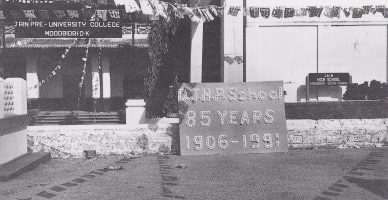 JAIN PRE-UNIVERSITY COLLEGE
MOODBIDRI D-K
D.J.H.P. School
85 YEARS
1906-1991
JAIN
HIGH SCHOOL